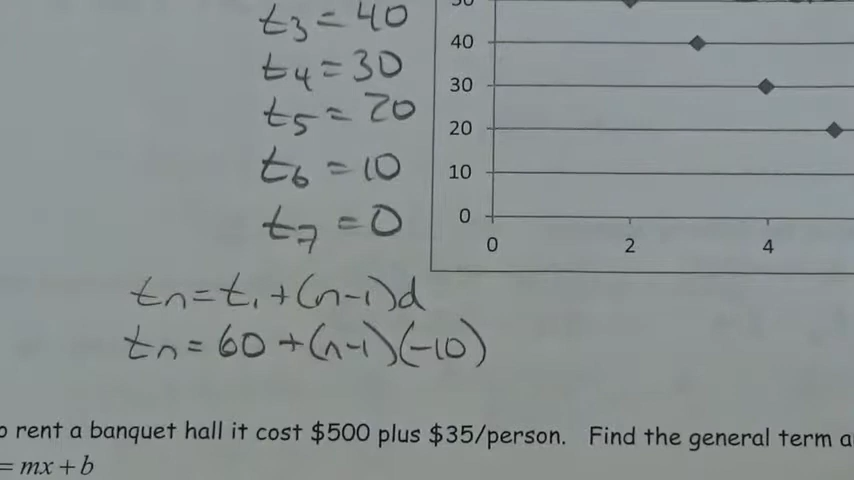 t3 = 40
t4 = 30
t5 = 20
t6 = 10
t7 = 0
50
40
30
20
10
0
0 2 4
tn = t1 + (n-1)d
tn = 60 + (n-1)(-10)
rent a banquet hall it cost $500 plus $35/person. Find the general term
= mx + b